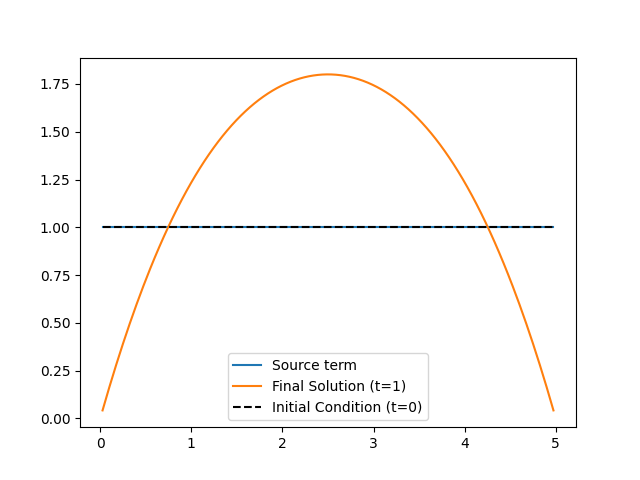 1.75
1.50
1.25
1.00
0.75
0.50
0.25
0.00
Source term
Final Solution (t=1)
Initial Condition (t=0)
0 1 2 3 4 5